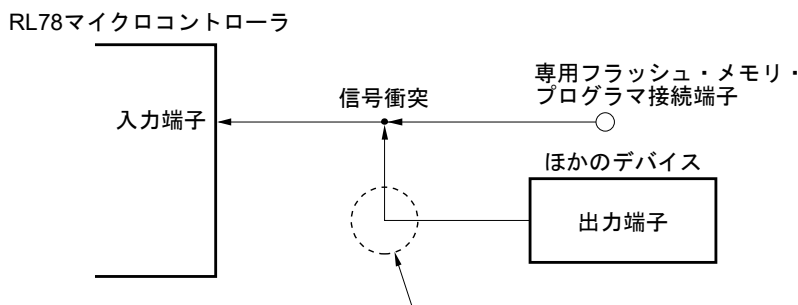 RL78マイクロコントローラ
専用フラッシュ・メモリ・
プログラマ接続端子
信号衝突
入力端子
ほかのデバイス
出力端子